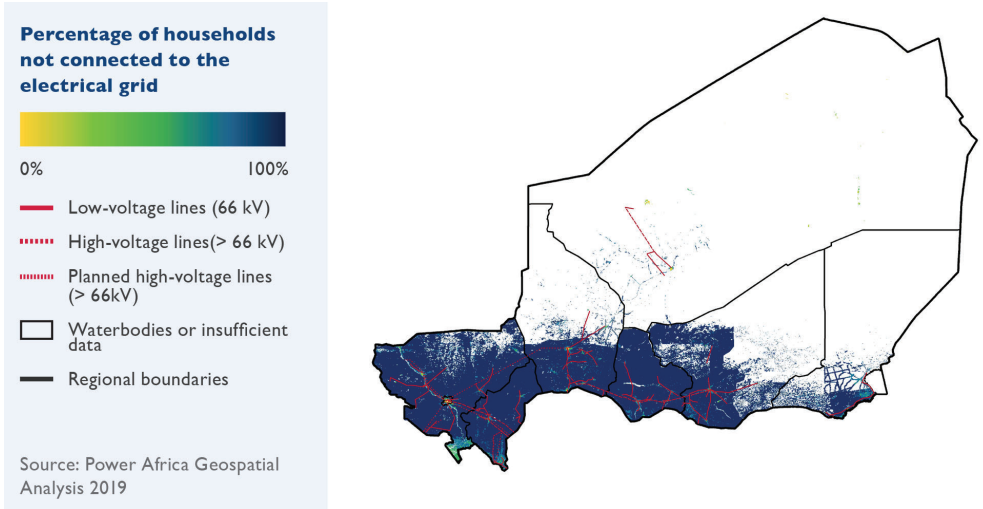 Percentage of households
not connected to the
electrical grid
0% 100%
Low-voltage lines (66 kV)
High-voltage lines(> 66 kV)
Planned high-voltage lines
(> 66kV)
Waterbodies or insufficient
data
Regional boundaries
Source: Power Africa Geospatial
Analysis 2019